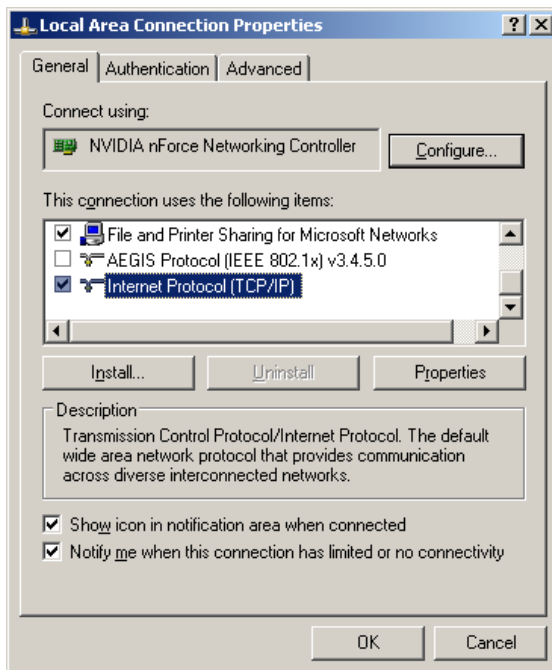 Local Area Connection Properties
General Authentication Advanced
Connect using:
NVIDIA nForce Networking Controller Configure...
This connection uses the following items:
File and Printer Sharing for Microsoft Networks
AEGIS Protocol (IEEE 802.1x) v3.4.5.0
Internet Protocol (TCP/IP)
Install... Uninstall Properties
Description
Transmission Control Protocol/Internet Protocol. The default
wide area network protocol that provides communication
across diverse interconnected networks.
Show icon in notification area when connected
Notify me when this connection has limited or no connectivity
OK Cancel